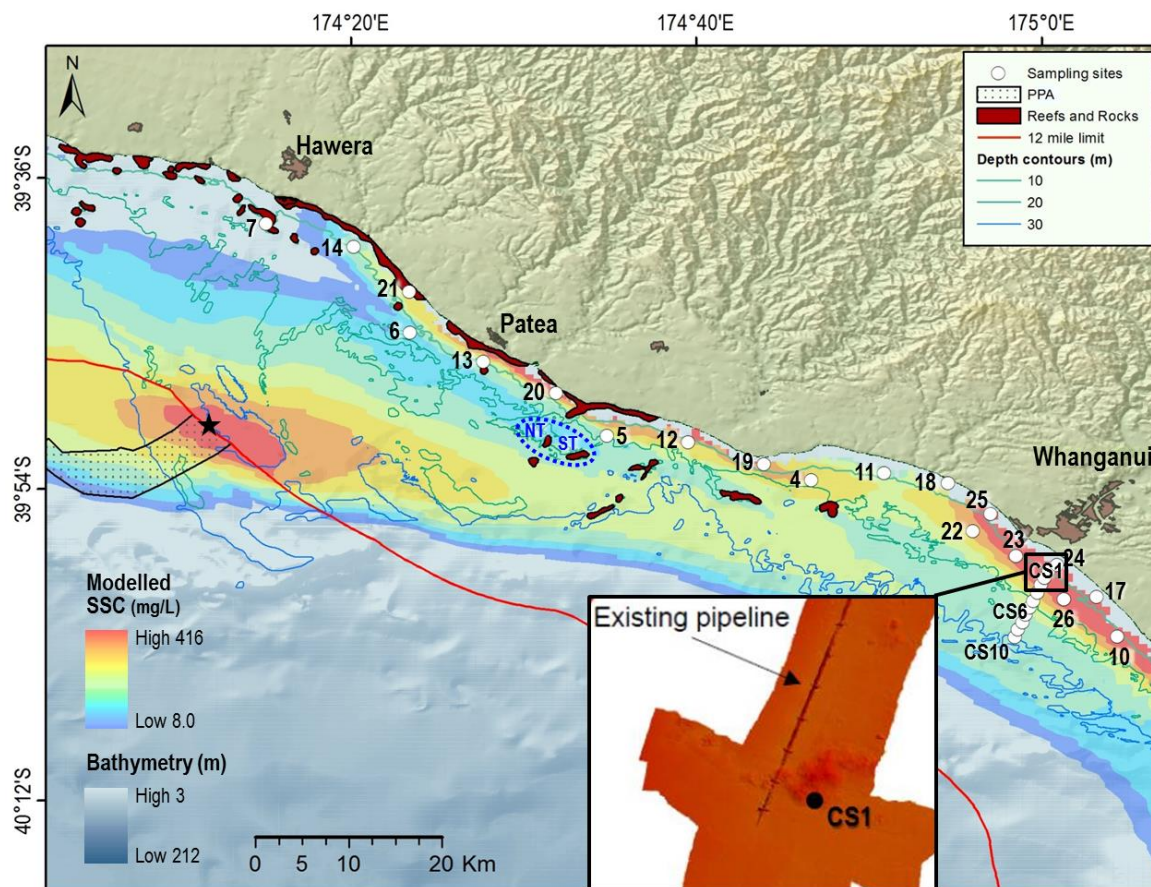 174°20'E
174°40'E
175°0'E
N
Sampling sites
PPA
Reefs and Rocks
12 mile limit
Depth contours (m)
10
20
30
39°36'S
39°54'S
40°12'S
Hawera
Patea
Whanganui
7
14
21
6
13
20
NT
ST
5
12
19
4
11
18
25
22
23
24
CS1
17
CS6
26
CS10
10
Modelled
SSC (mg/L)
High 416
Low 8.0
Bathymetry (m)
High 3
Low 212
0 5 10 20 Km
Existing pipeline
CS1